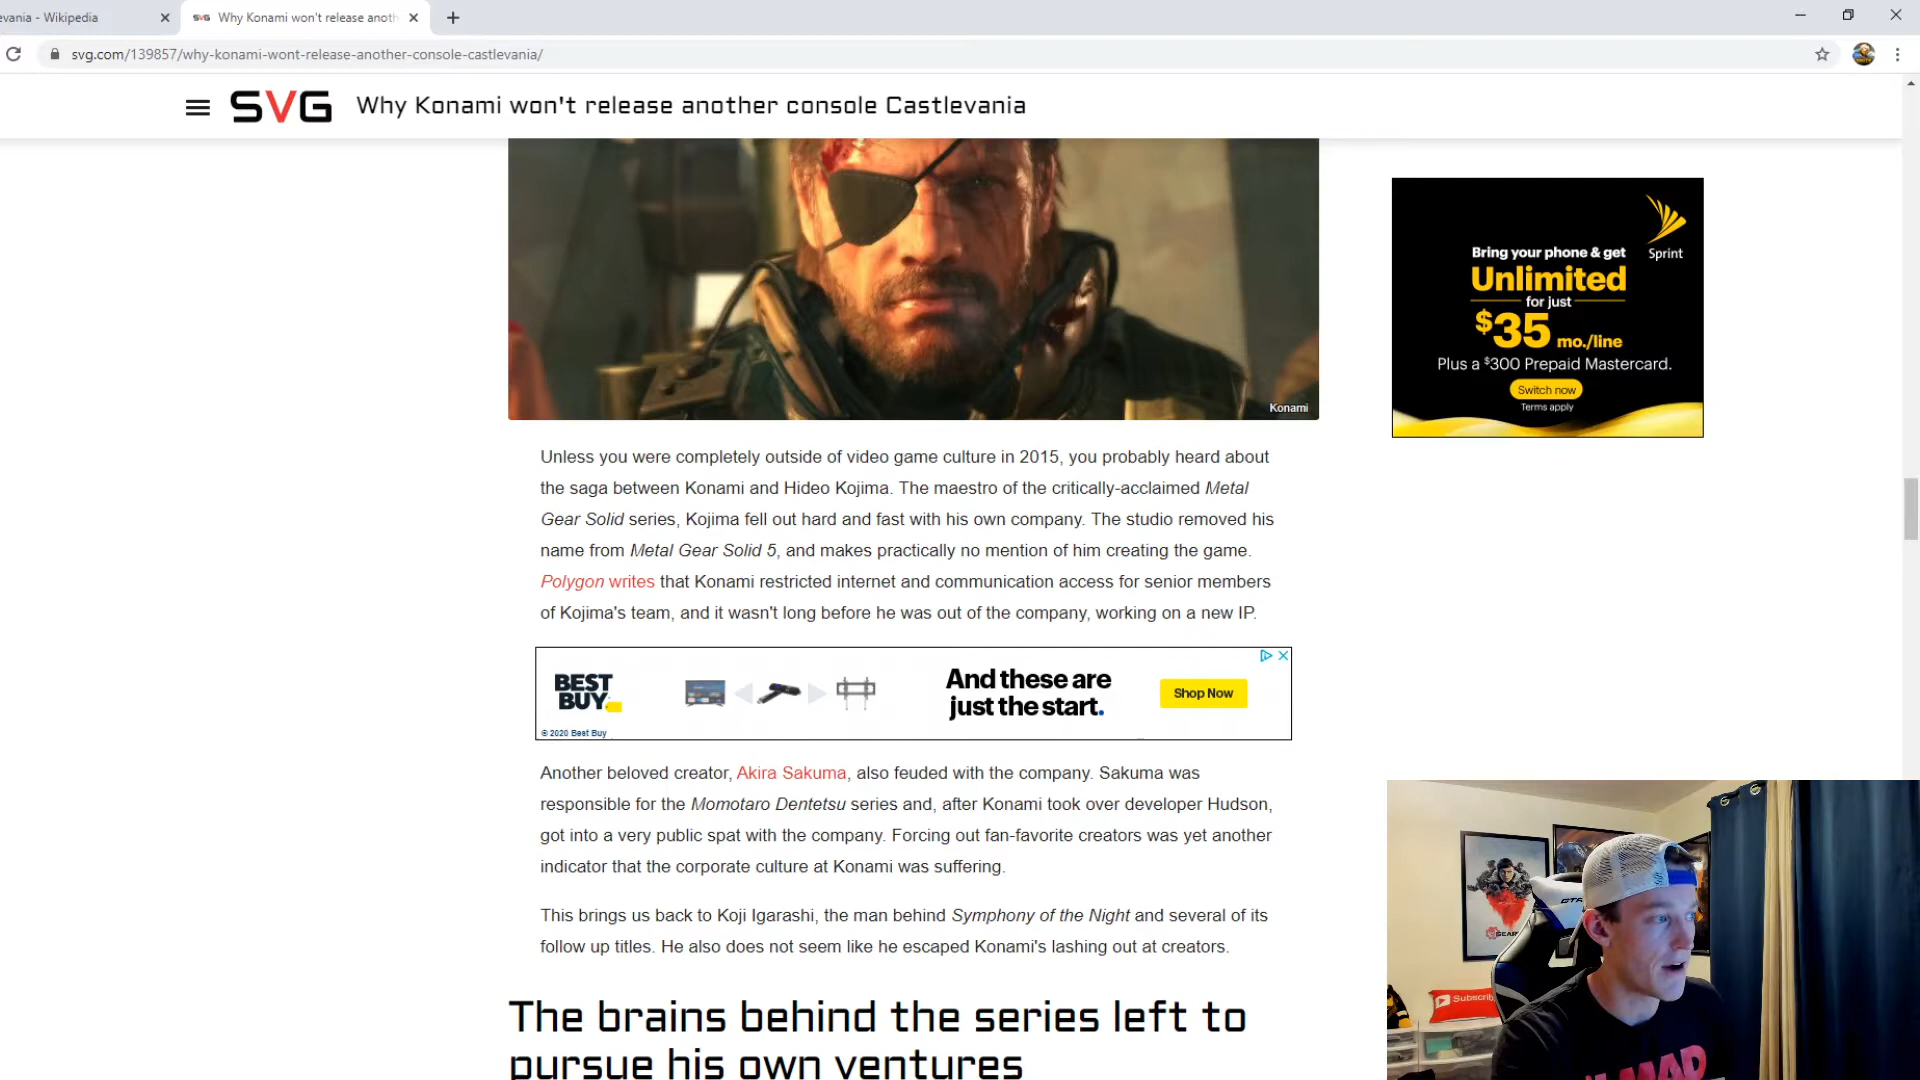 evania - Wikipedia
SVG Why Konami won't release anoth
svg.com/139857/why-konami-wont-release-another-console-castlevania/
SVG Why Konami won't release another console Castlevania
Konami
Sprint
Bring your phone & get
Unlimited
for just
$35 mo./line
Plus a $300 Prepaid Mastercard.
Switch now
Terms apply
Unless you were completely outside of video game culture in 2015, you probably heard about
the saga between Konami and Hideo Kojima. The maestro of the critically-acclaimed Metal
Gear Solid series, Kojima fell out hard and fast with his own company. The studio removed his
name from Metal Gear Solid 5, and makes practically no mention of him creating the game.
Polygon writes that Konami restricted internet and communication access for senior members
of Kojima's team, and it wasn't long before he was out of the company, working on a new IP.
BEST
BUY
And these are
just the start.
Shop Now
© 2020 Best Buy
Another beloved creator, Akira Sakuma, also feuded with the company. Sakuma was
responsible for the Momotaro Dentetsu series and, after Konami took over developer Hudson,
got into a very public spat with the company. Forcing out fan-favorite creators was yet another
indicator that the corporate culture at Konami was suffering.
This brings us back to Koji Igarashi, the man behind Symphony of the Night and several of its
follow up titles. He also does not seem like he escaped Konami's lashing out at creators.
The brains behind the series left to
pursue his own ventures
GEAR
Subscrib
MAD